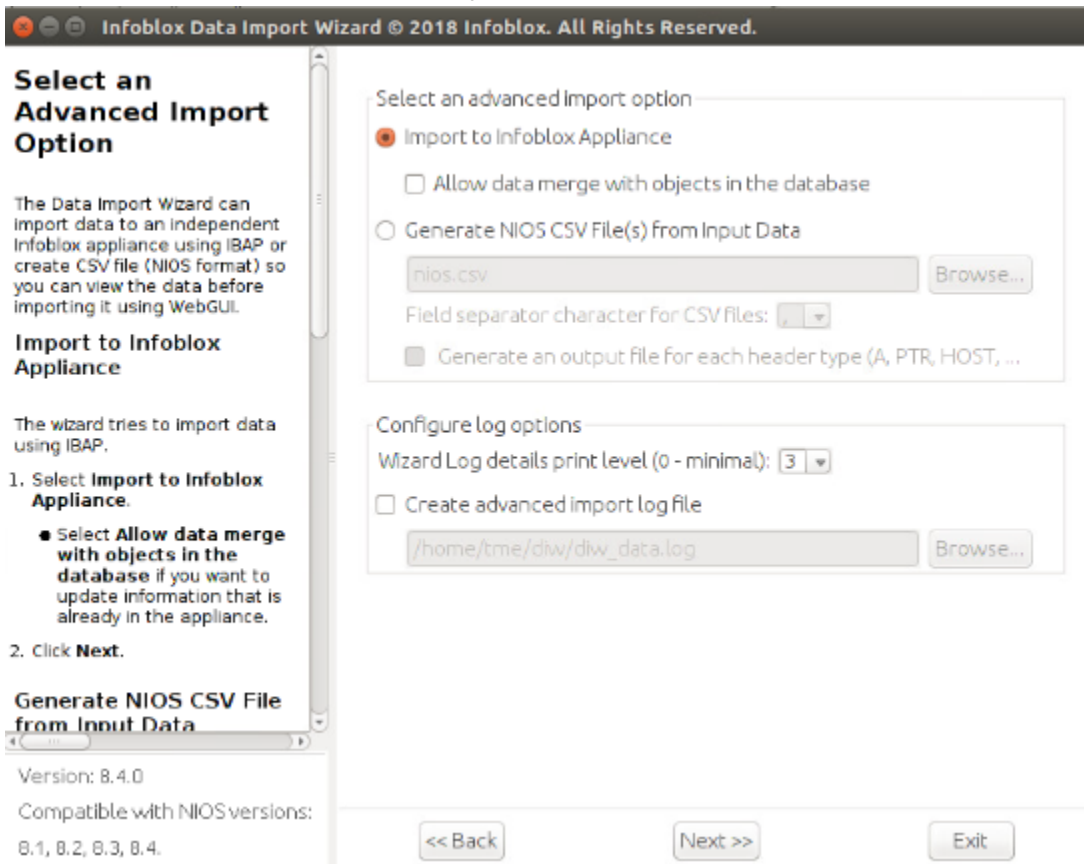 Infoblox Data Import Wizard © 2018 Infoblox. All Rights Reserved.
Select an
Advanced Import
Option
The Data Import Wizard can
import data to an independent
Infoblox appliance using IBAP or
create CSV file (NIOS format) so
you can view the data before
importing it using WebGUI.
Import to Infoblox
Appliance
The wizard tries to import data
using IBAP.
1. Select Import to Infoblox
Appliance.
● Select Allow data merge
with objects in the
database if you want to
update information that is
already in the appliance.
2. Click Next.
Generate NIOS CSV File
from Input Data
Version: 8.4.0
Compatible with NIOS versions:
8.1, 8.2, 8.3, 8.4.
Select an advanced import option
Import to Infoblox Appliance
Allow data merge with objects in the database
Generate NIOS CSV File(s) from Input Data
nios.csv Browse...
Field separator character for CSV files: ,
Generate an output file for each header type (A, PTR, HOST, ...
Configure log options
Wizard Log details print level (0 - minimal): 3
Create advanced import log file
/home/tme/diw/diw_data.log Browse...
<< Back Next >> Exit